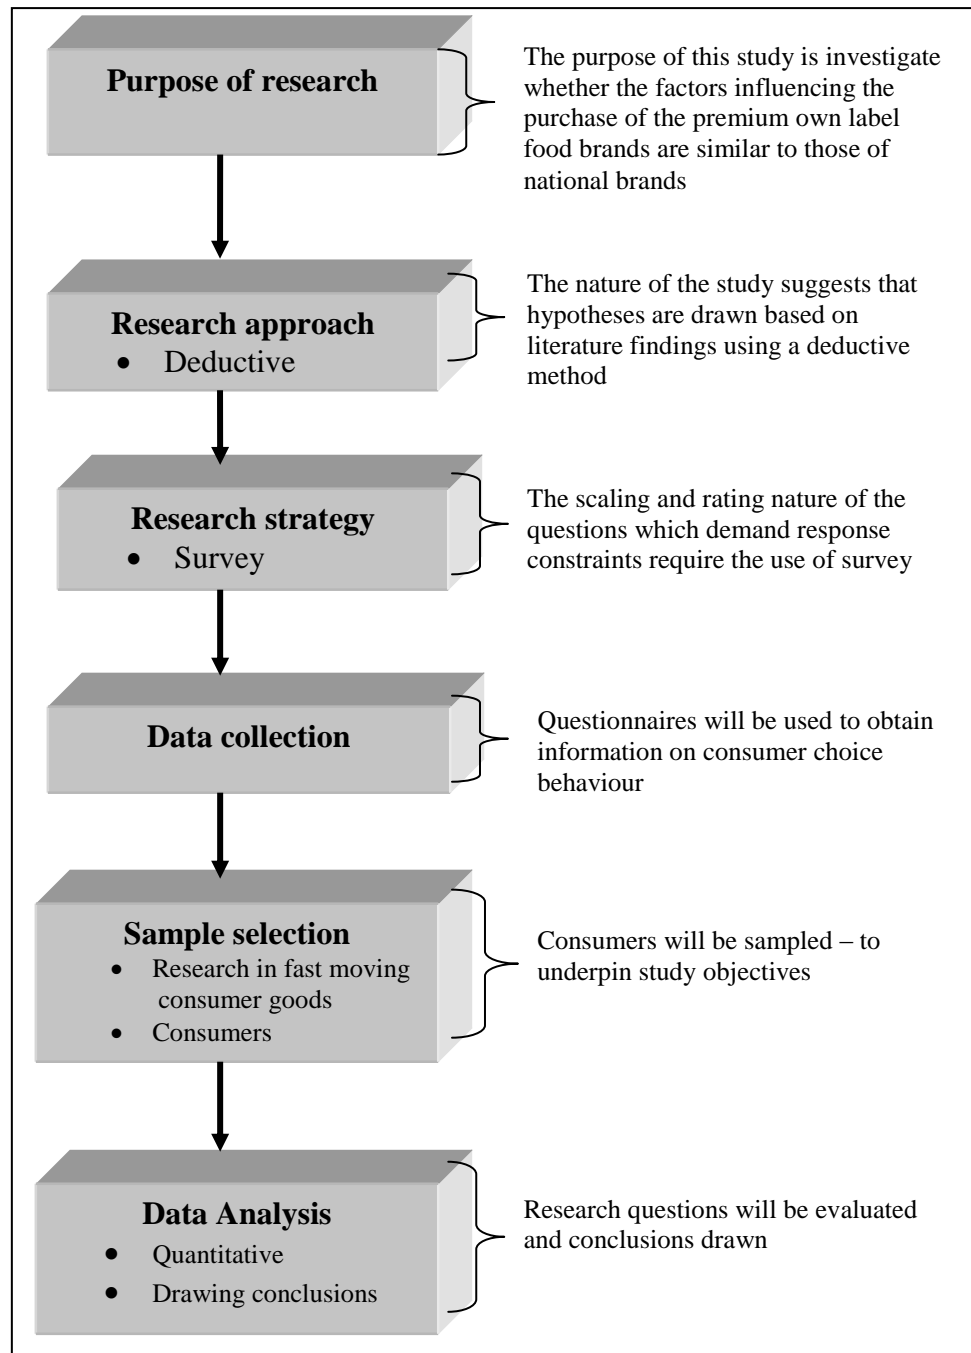 Purpose of research
The purpose of this study is investigate
whether the factors influencing the
purchase of the premium own label
food brands are similar to those of
national brands
Research approach
• Deductive
The nature of the study suggests that
hypotheses are drawn based on
literature findings using a deductive
method
Research strategy
• Survey
The scaling and rating nature of the
questions which demand response
constraints require the use of survey
Data collection
Questionnaires will be used to obtain
information on consumer choice
behaviour
Sample selection
• Research in fast moving
consumer goods
• Consumers
Consumers will be sampled – to
underpin study objectives
Data Analysis
• Quantitative
• Drawing conclusions
Research questions will be evaluated
and conclusions drawn